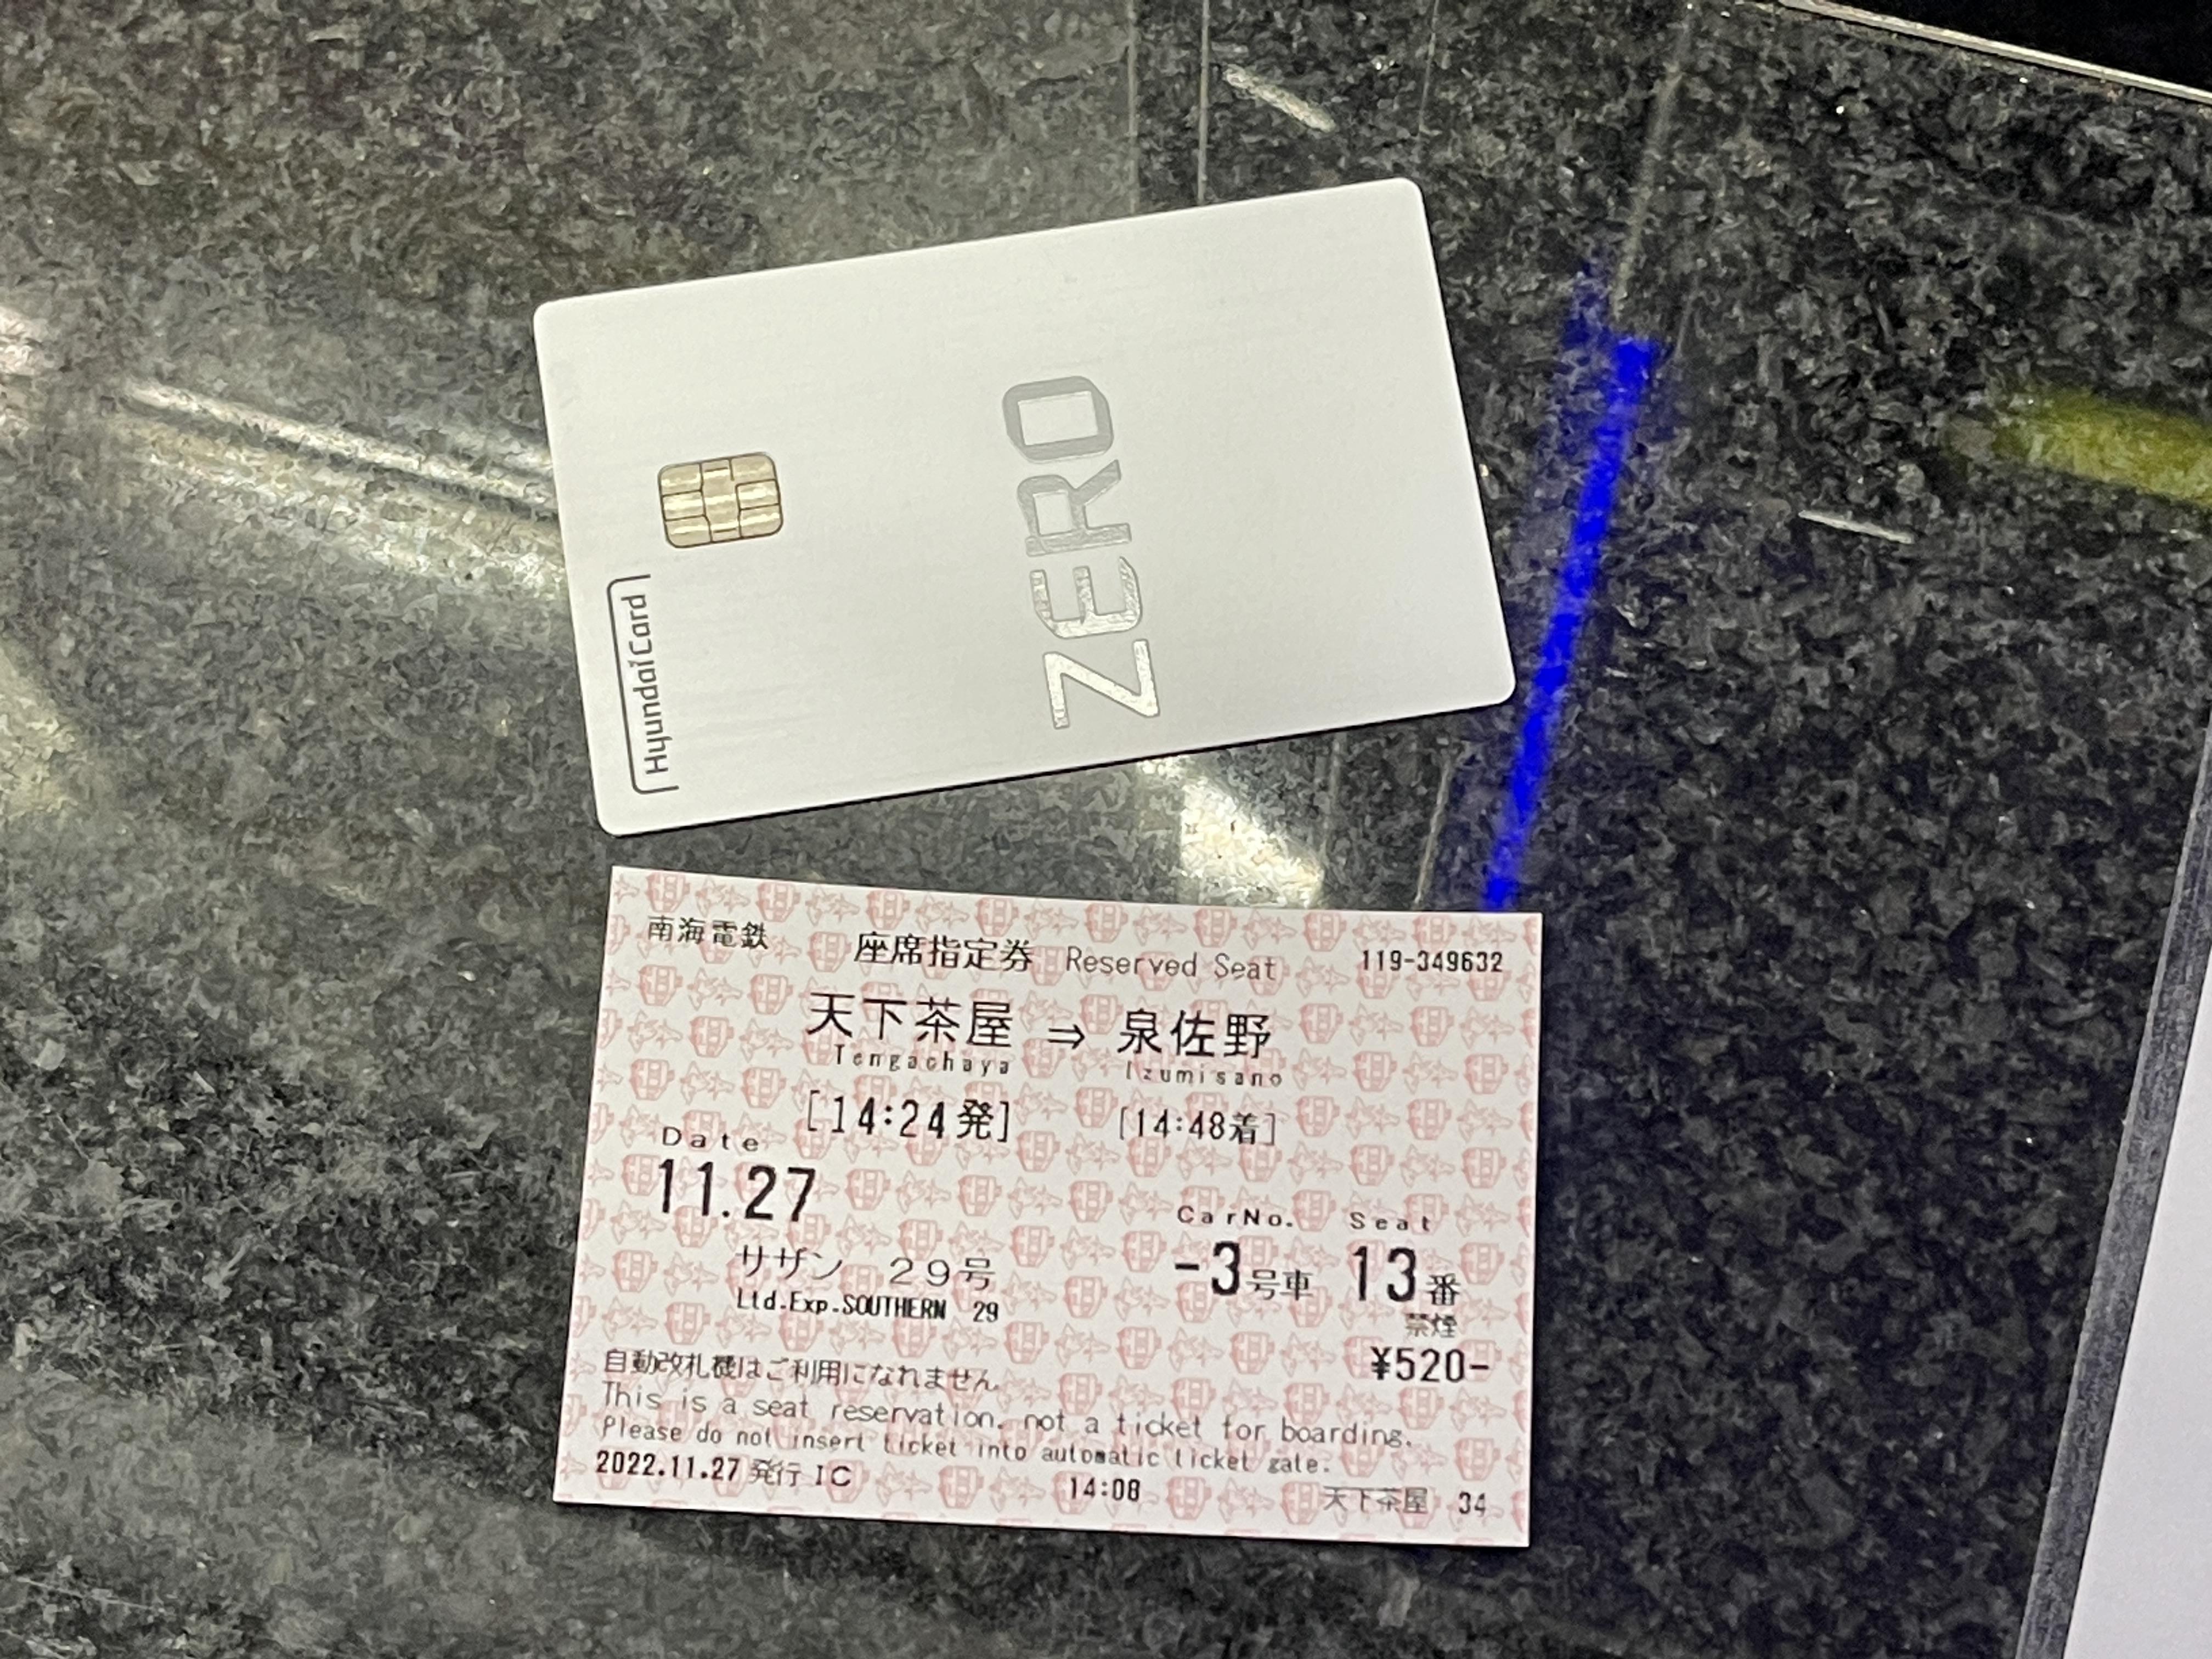 HyundaiCard
ZERO
南海電鉄 座席指定券 Reserved Seat 119-349632
天下茶屋 ⇒ 泉佐野
Tengachaya Izumisano
[14:24発] [14:48着]
Date
11.27
CarNo. Seat
-3号車 13番
サザン 29号
禁煙
Ltd.Exp.SOUTHERN 29
¥520-
自動改札機はご利用になれません
This is a seat reservation, not a ticket for boarding.
Please do not insert ticket into automatic ticket gate.
2022.11.27発行 IC 14:08 天下茶屋 34